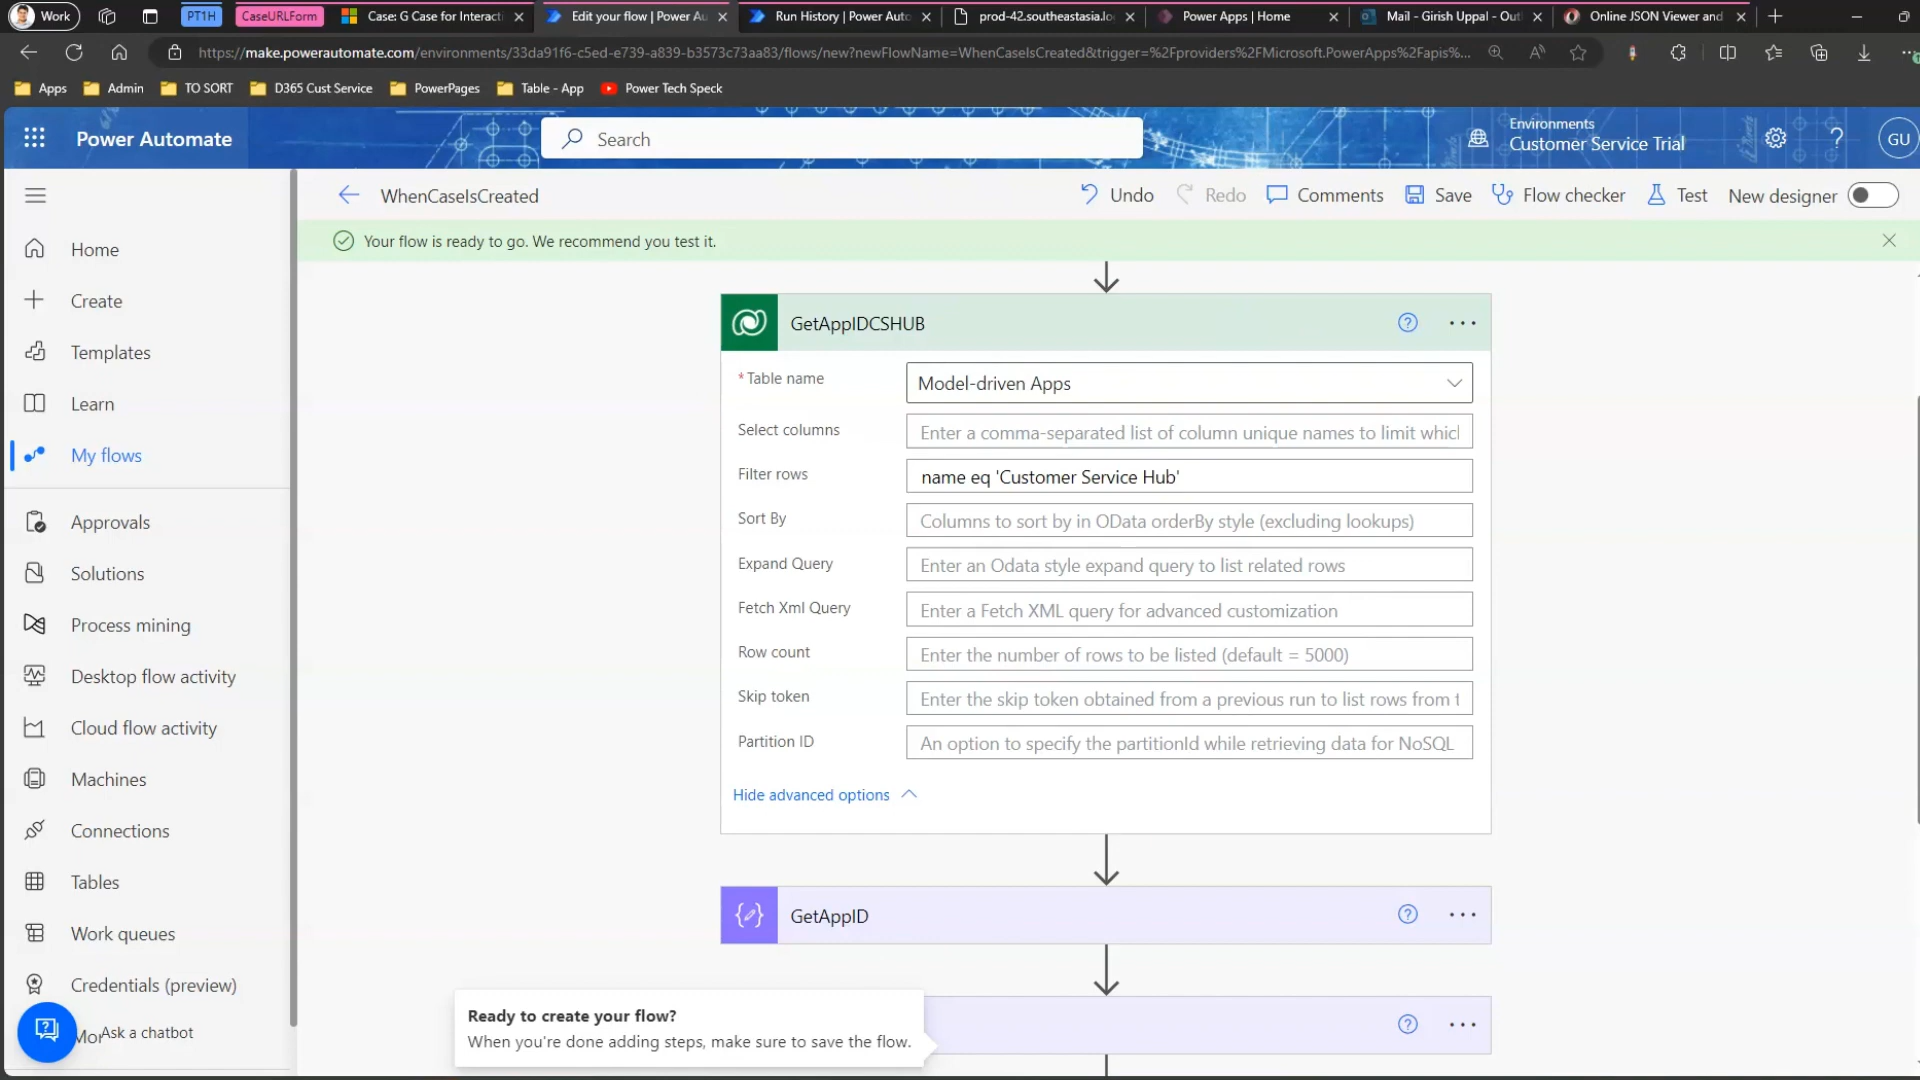 Work
PT1H
CaseURLForm
Case: G Case for Interacti
Edit your flow | Power Au
Run History | Power Auto
prod-42.southeastasia.lo
Power Apps | Home
Mail - Girish Uppal - Outl
Online JSON Viewer and
https://make.powerautomate.com/environments/33da91f6-c5ed-e739-a839-b3573c73aa83/flows/new?newFlowName=WhenCaseIsCreated&trigger=%2Fproviders%2FMicrosoft.PowerApps%2Fapis%...
Apps
Admin
TO SORT
D365 Cust Service
PowerPages
Table - App
Power Tech Speck
Power Automate
Search
Environments
Customer Service Trial
GU
WhenCaseIsCreated
Undo
Redo
Comments
Save
Flow checker
Test
New designer
Your flow is ready to go. We recommend you test it.
Home
Create
Templates
Learn
My flows
Approvals
Solutions
Process mining
Desktop flow activity
Cloud flow activity
Machines
Connections
Tables
Work queues
Credentials (preview)
Mor
Ask a chatbot
GetAppIDCSHUB
*Table name
Model-driven Apps
Select columns
Enter a comma-separated list of column unique names to limit whicl
Filter rows
name eq 'Customer Service Hub'
Sort By
Columns to sort by in OData orderBy style (excluding lookups)
Expand Query
Enter an Odata style expand query to list related rows
Fetch Xml Query
Enter a Fetch XML query for advanced customization
Row count
Enter the number of rows to be listed (default = 5000)
Skip token
Enter the skip token obtained from a previous run to list rows from t
Partition ID
An option to specify the partitionId while retrieving data for NoSQL
Hide advanced options
GetAppID
Ready to create your flow?
When you're done adding steps, make sure to save the flow.